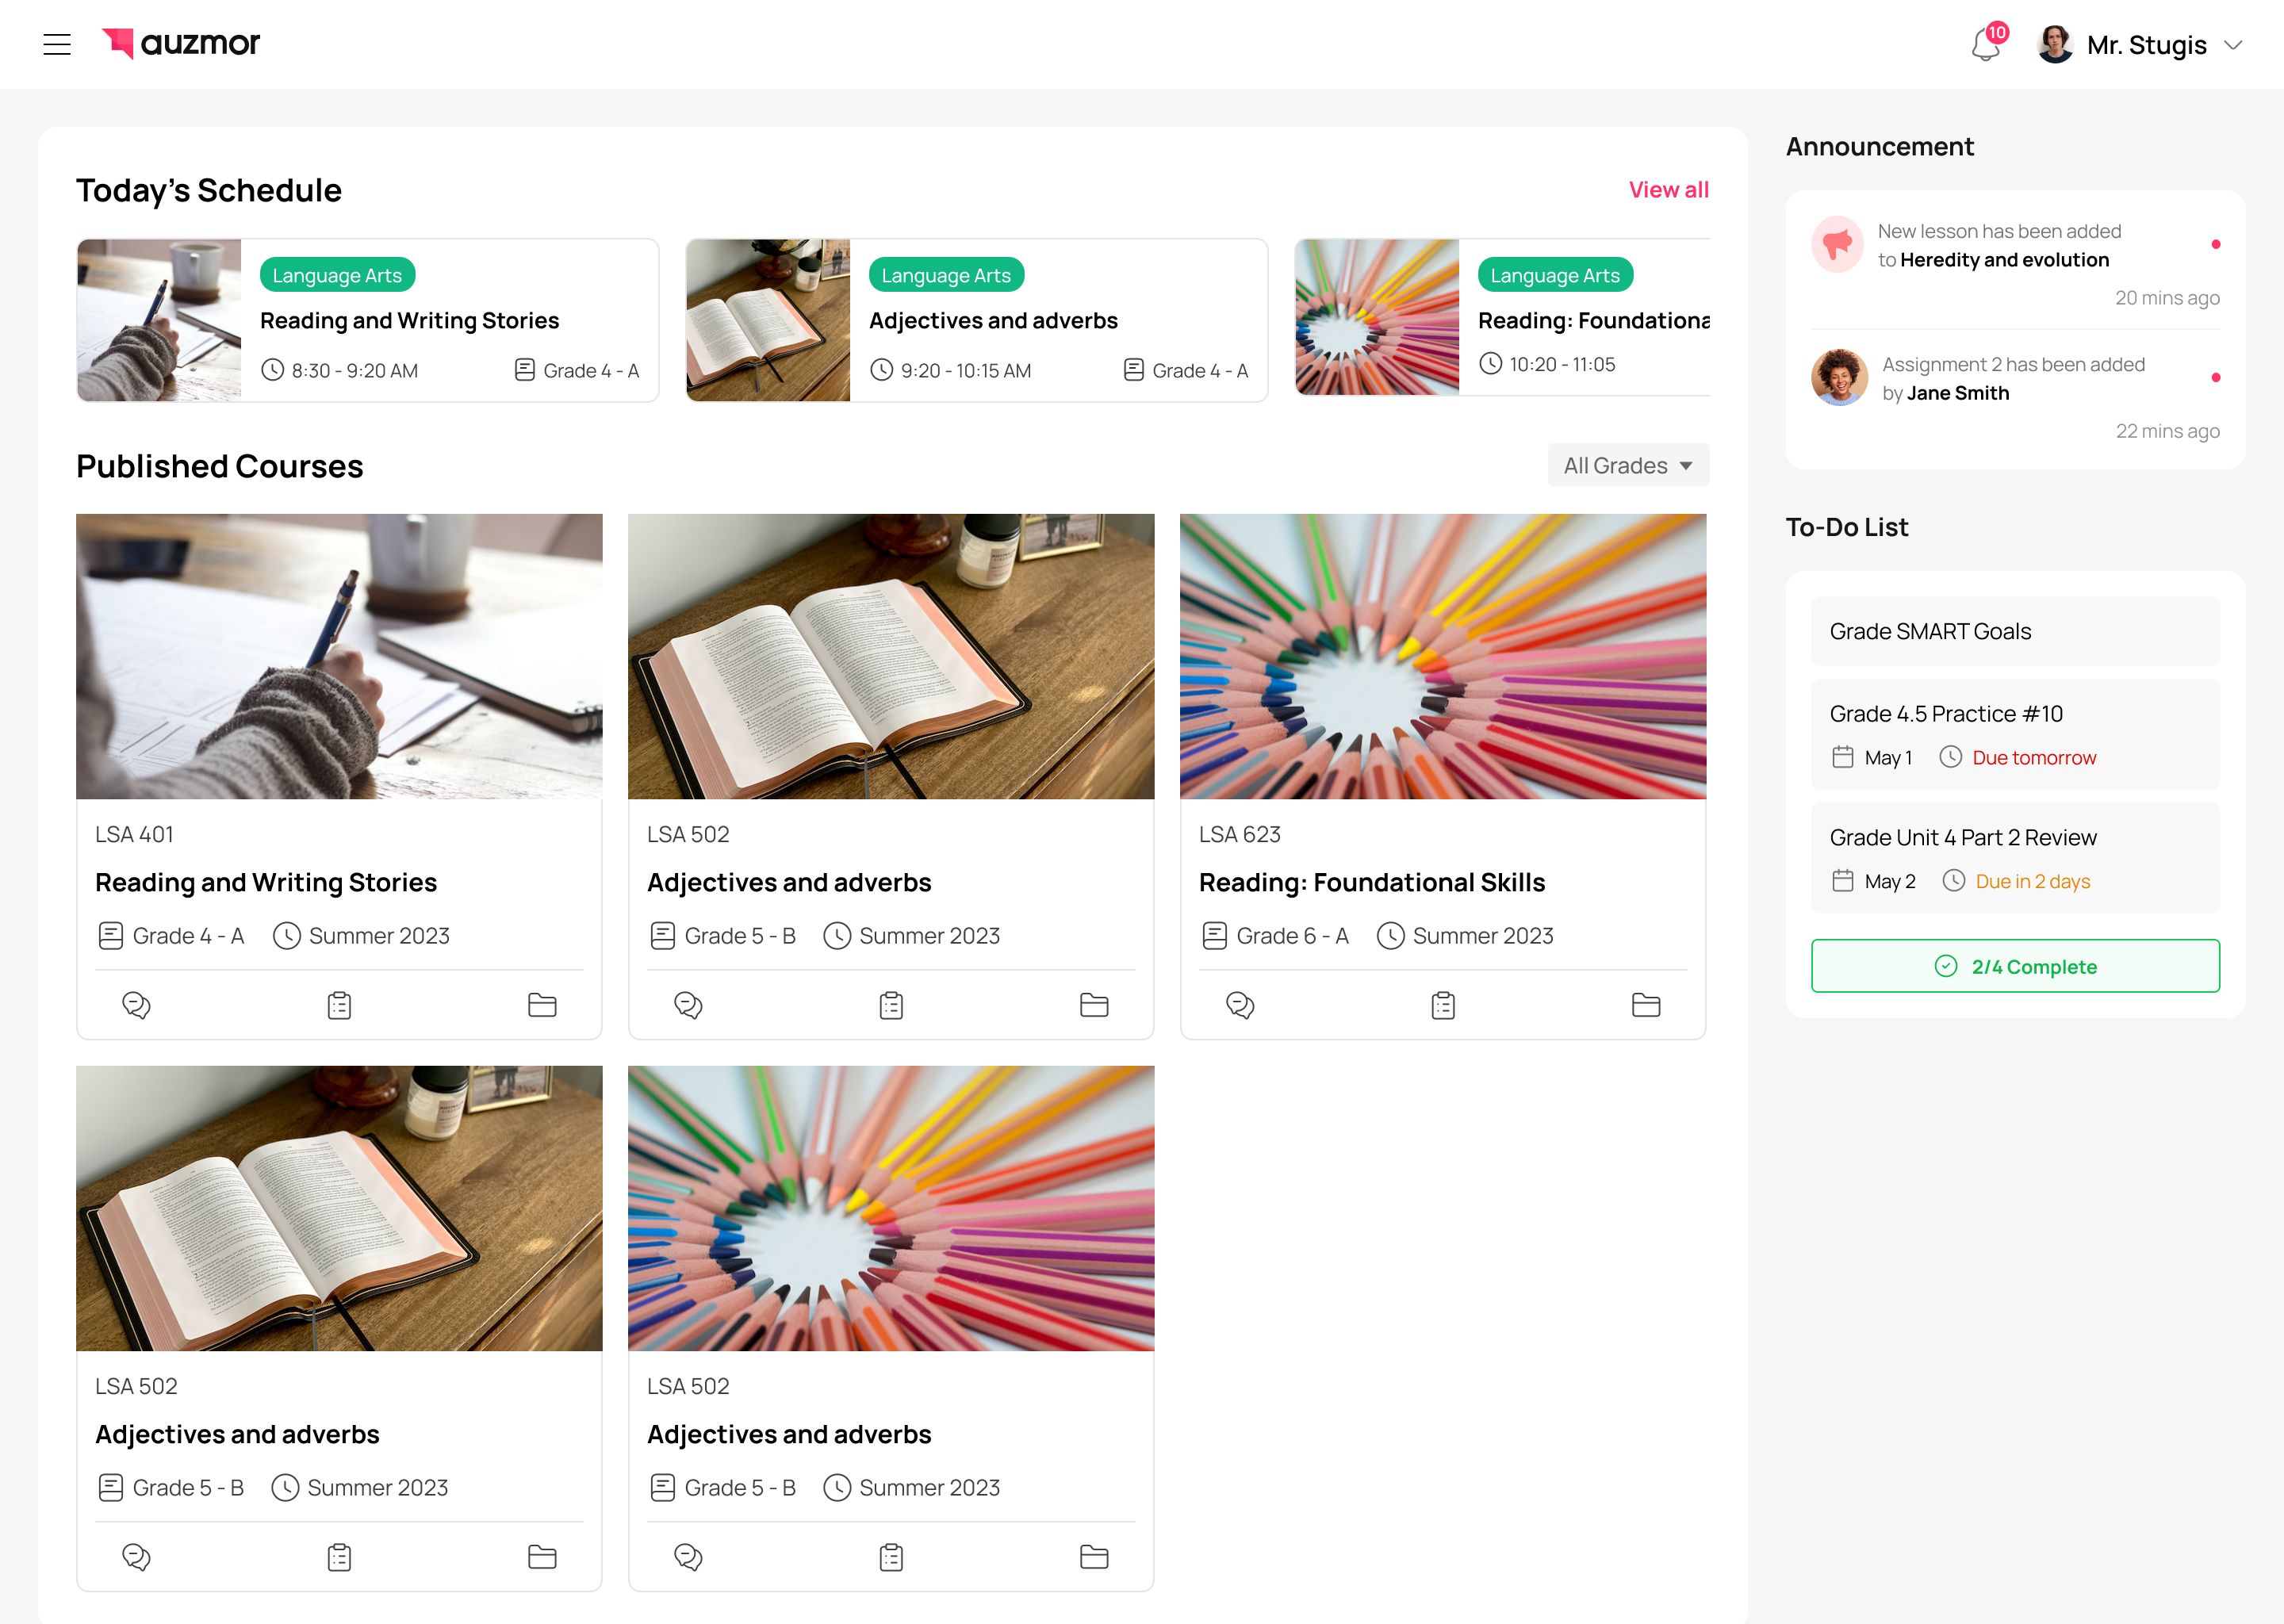 auzmor
10
Mr. Stugis
Today's Schedule
View all
Language Arts
Reading and Writing Stories
8:30 - 9:20 AM
Grade 4 - A
Language Arts
Adjectives and adverbs
9:20 - 10:15 AM
Grade 4 - A
Language Arts
Reading: Foundationa
10:20 - 11:05
Published Courses
All Grades
LSA 401
Reading and Writing Stories
Grade 4 - A
Summer 2023
LSA 502
Adjectives and adverbs
Grade 5 - B
Summer 2023
LSA 623
Reading: Foundational Skills
Grade 6 - A
Summer 2023
LSA 502
Adjectives and adverbs
Grade 5 - B
Summer 2023
LSA 502
Adjectives and adverbs
Grade 5 - B
Summer 2023
Announcement
New lesson has been added
to Heredity and evolution
20 mins ago
Assignment 2 has been added
by Jane Smith
22 mins ago
To-Do List
Grade SMART Goals
Grade 4.5 Practice #10
May 1
Due tomorrow
Grade Unit 4 Part 2 Review
May 2
Due in 2 days
2/4 Complete